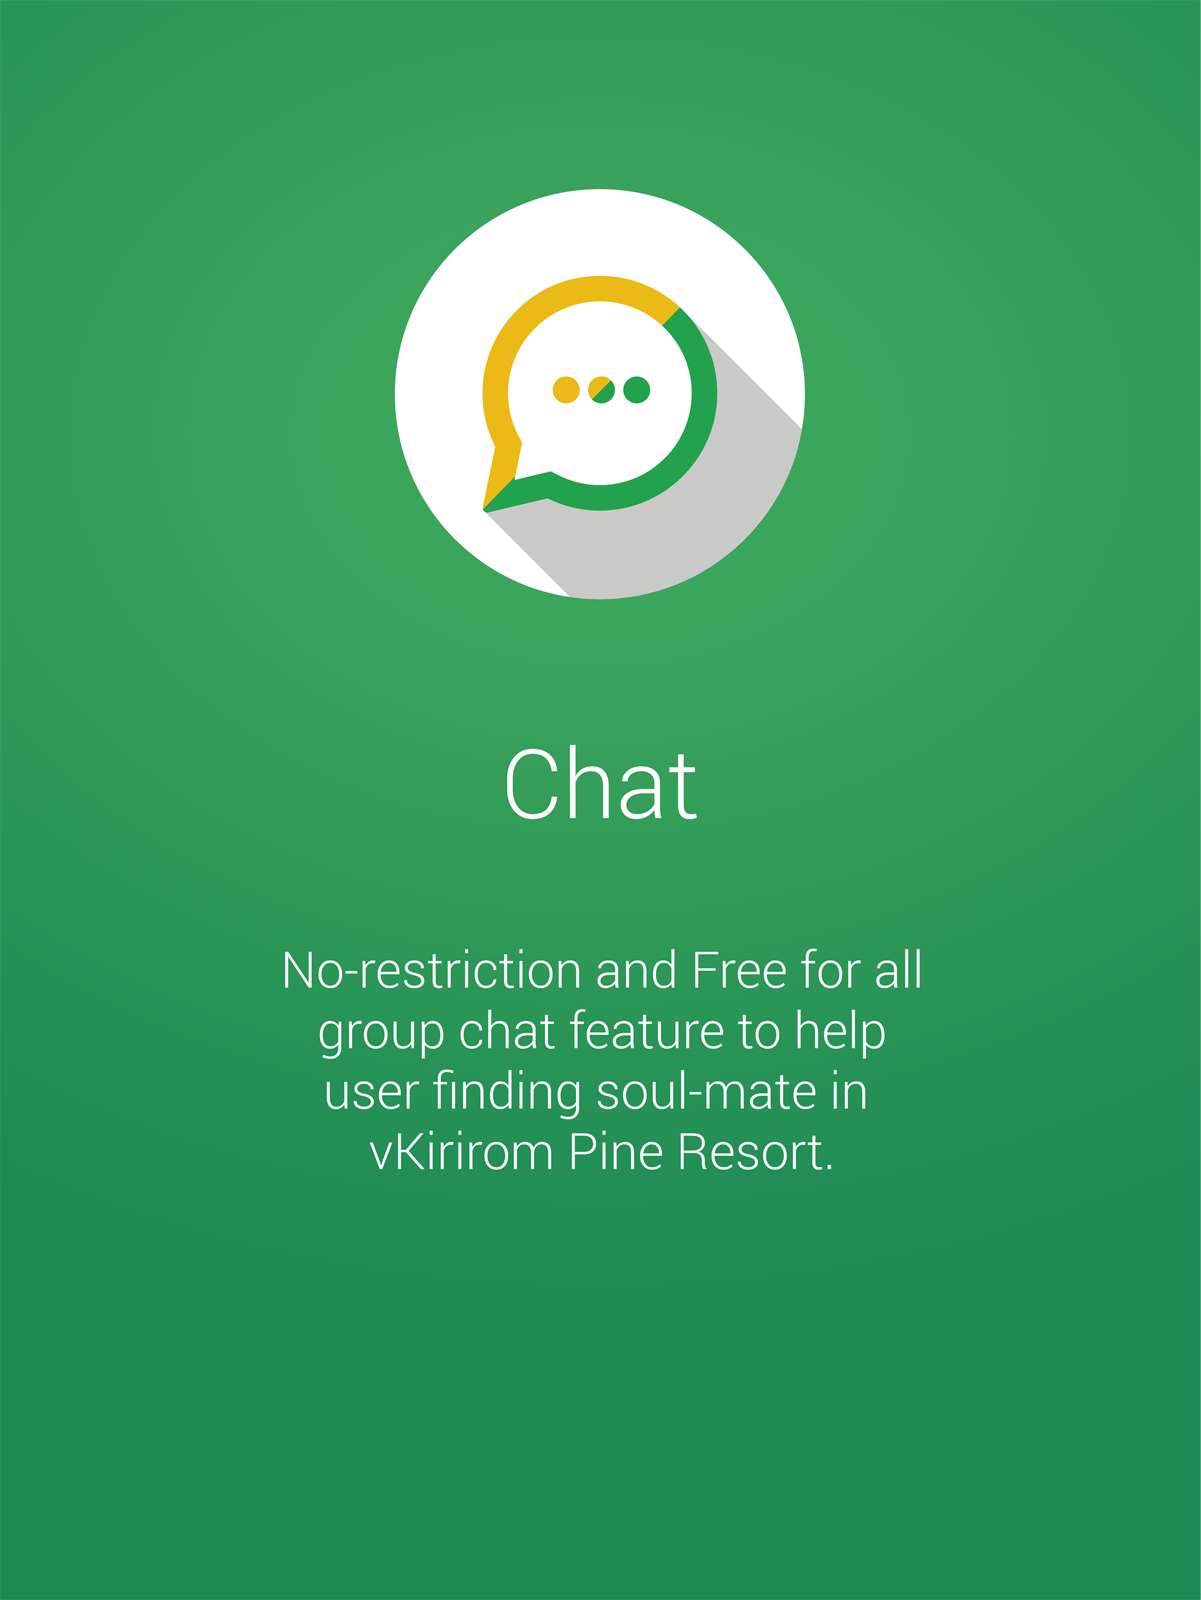 Chat
No-restriction and Free for all
group chat feature to help
user finding soul-mate in
vKirirom Pine Resort.